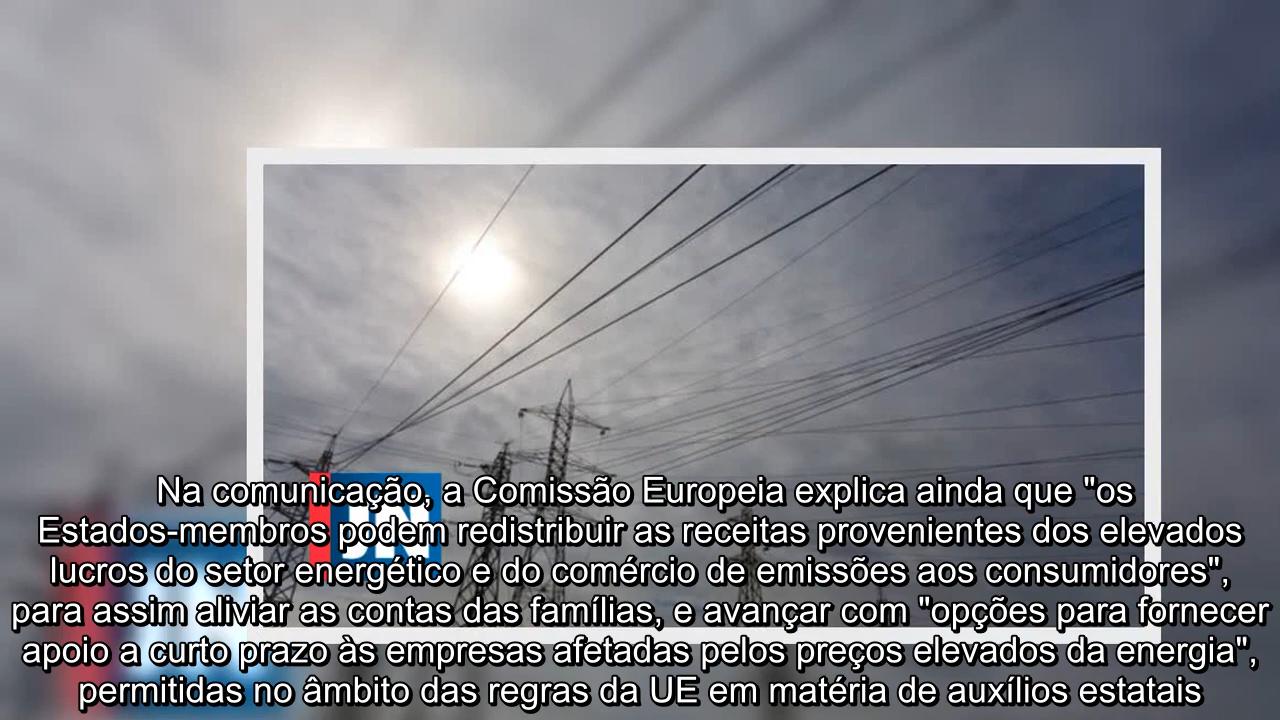 Na comunicação, a Comissão Europeia explica ainda que "os
Estados-membros podem redistribuir as receitas provenientes dos elevados
lucros do setor energético e do comércio de emissões aos consumidores",
para assim aliviar as contas das famílias, e avançar com "opções para fornecer
apoio a curto prazo às empresas afetadas pelos preços elevados da energia",
permitidas no âmbito das regras da UE em matéria de auxílios estatais
JN